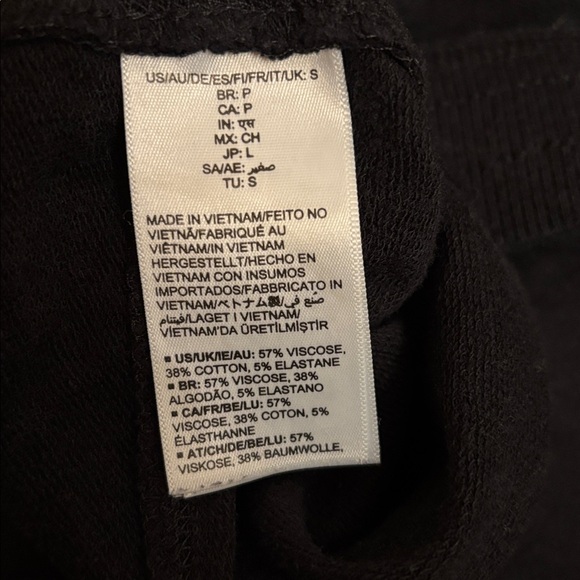 US/AU/DE/ES/FI/FR/IT/UK: S
BR: P
CA: P
IN: एस
MX: CH
JP: L
SA/AE: صغير
TU: S
MADE IN VIETNAM/FEITO NO
VIETNÃ/FABRIQUÉ AU
VIÊTNAM/IN VIETNAM
HERGESTELLT/HECHO EN
VIETNAM CON INSUMOS
IMPORTADOS/FABBRICATO IN
VIETNAM/ベトナム製/صنع في
فيتنام/LAGET I VIETNAM/
VIETNAM'DA ÜRETİLMİŞTİR
▪ US/UK/IE/AU: 57% VISCOSE,
38% COTTON, 5% ELASTANE
▪ BR: 57% VISCOSE, 38%
ALGODÃO, 5% ELASTANO
▪ CA/FR/BE/LU: 57%
VISCOSE, 38% COTON, 5%
ÉLASTHANNE
▪ AT/CH/DE/BE/LU: 57%
VISKOSE, 38% BAUMWOLLE,